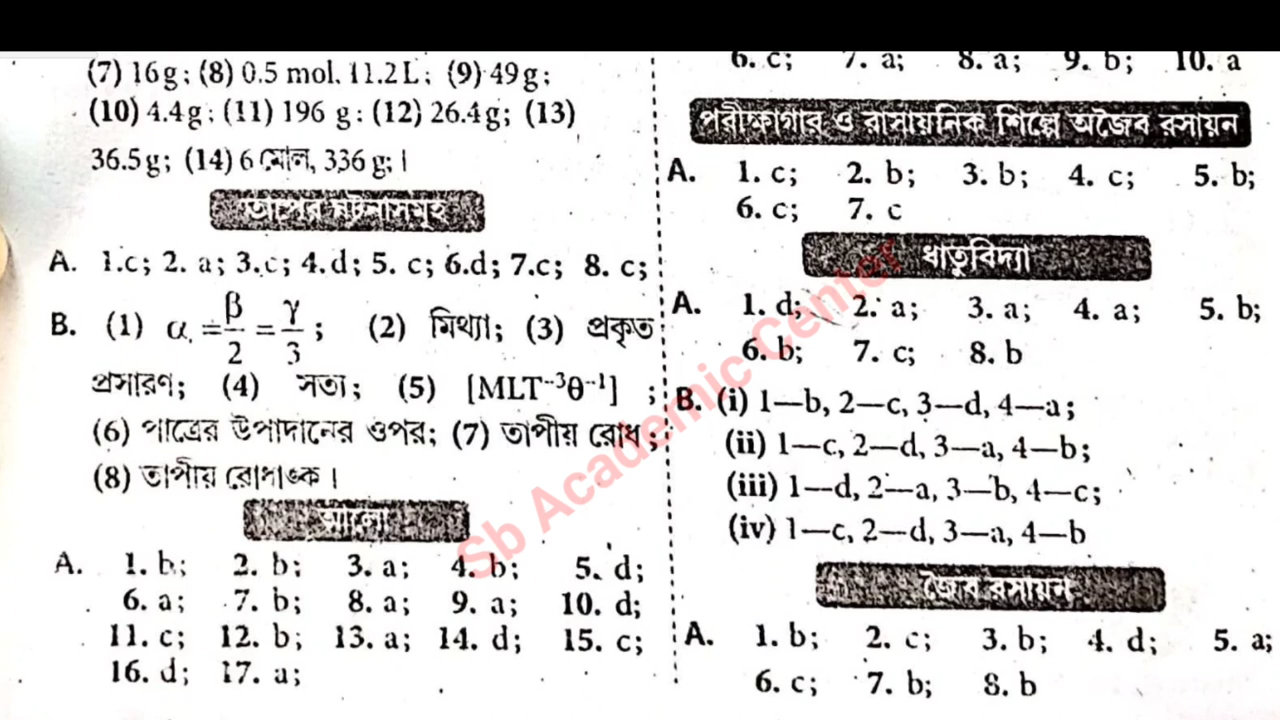 (7) 16g; (8) 0.5 mol. 11.2L; (9) 49g;
(10) 4.4g; (11) 196 g: (12) 26.4g; (13)
36.5g; (14) 6 মোল, 336 g; ।
তাপের ঘটনাসমূহ
A. 1.c; 2. a; 3.c; 4.d; 5. c; 6.d; 7.c; 8. c;
B. (1) α = β/2 = γ/3 ; (2) মিথ্যা; (3) প্রকৃত
প্রসারণ; (4) সত্য; (5) [MLT⁻³θ⁻¹] ;
(6) পাত্রের উপাদানের ওপর; (7) তাপীয় রোধ;
(8) তাপীয় রোধাঙ্ক ।
আলো
A. 1. b; 2. b; 3. a; 4. b; 5. d;
6. a; 7. b; 8. a; 9. a; 10. d;
11. c; 12. b; 13. a; 14. d; 15. c;
16. d; 17. a;
6. c; 7. a; 8. a; 9. b; 10. a
পরীক্ষাগার ও রাসায়নিক শিল্পে অজৈব রসায়ন
A. 1. c; 2. b; 3. b; 4. c; 5. b;
6. c; 7. c
ধাতুবিদ্যা
A. 1. d; 2. a; 3. a; 4. a; 5. b;
6. b; 7. c; 8. b
B. (i) 1—b, 2—c, 3—d, 4—a;
(ii) 1—c, 2—d, 3—a, 4—b;
(iii) 1—d, 2—a, 3—b, 4—c;
(iv) 1—c, 2—d, 3—a, 4—b
জৈব রসায়ন
A. 1. b; 2. c; 3. b; 4. d; 5. a;
6. c; 7. b; 8. b
Sb Academic Center